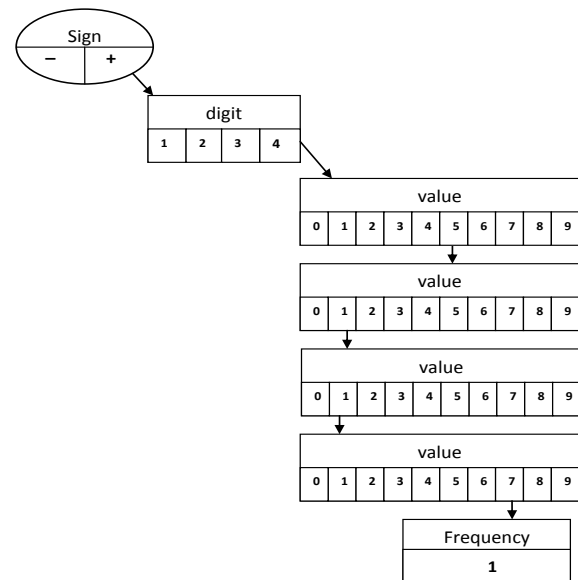 Sign
– +
digit
1 2 3 4
value
0 1 2 3 4 5 6 7 8 9
value
0 1 2 3 4 5 6 7 8 9
value
0 1 2 3 4 5 6 7 8 9
value
0 1 2 3 4 5 6 7 8 9
Frequency
1